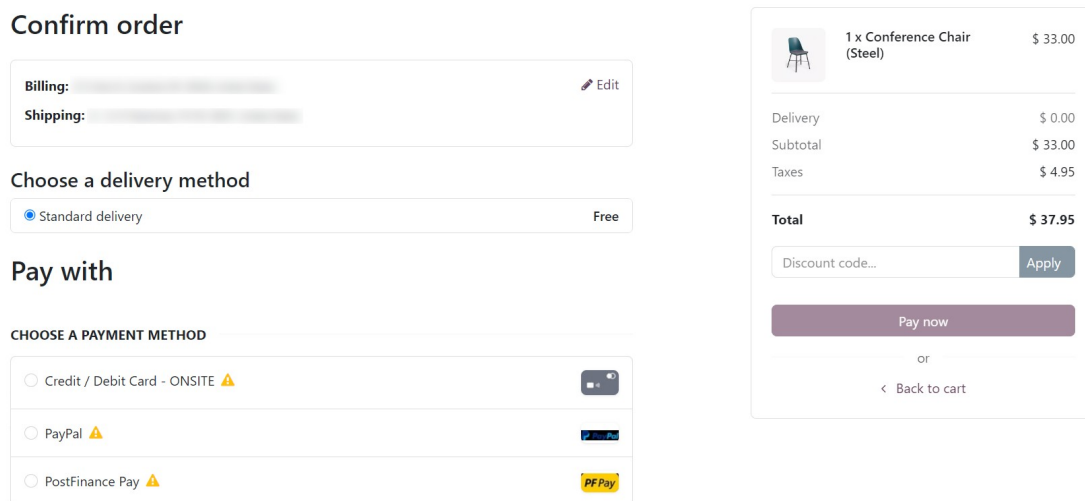 Confirm order
Billing:
Edit
Shipping:
Choose a delivery method
Standard delivery Free
Pay with
CHOOSE A PAYMENT METHOD
Credit / Debit Card - ONSITE
PayPal
PayPal
PostFinance Pay
PF Pay
1 x Conference Chair $ 33.00
(Steel)
Delivery $ 0.00
Subtotal $ 33.00
Taxes $ 4.95
Total $ 37.95
Discount code... Apply
Pay now
or
Back to cart